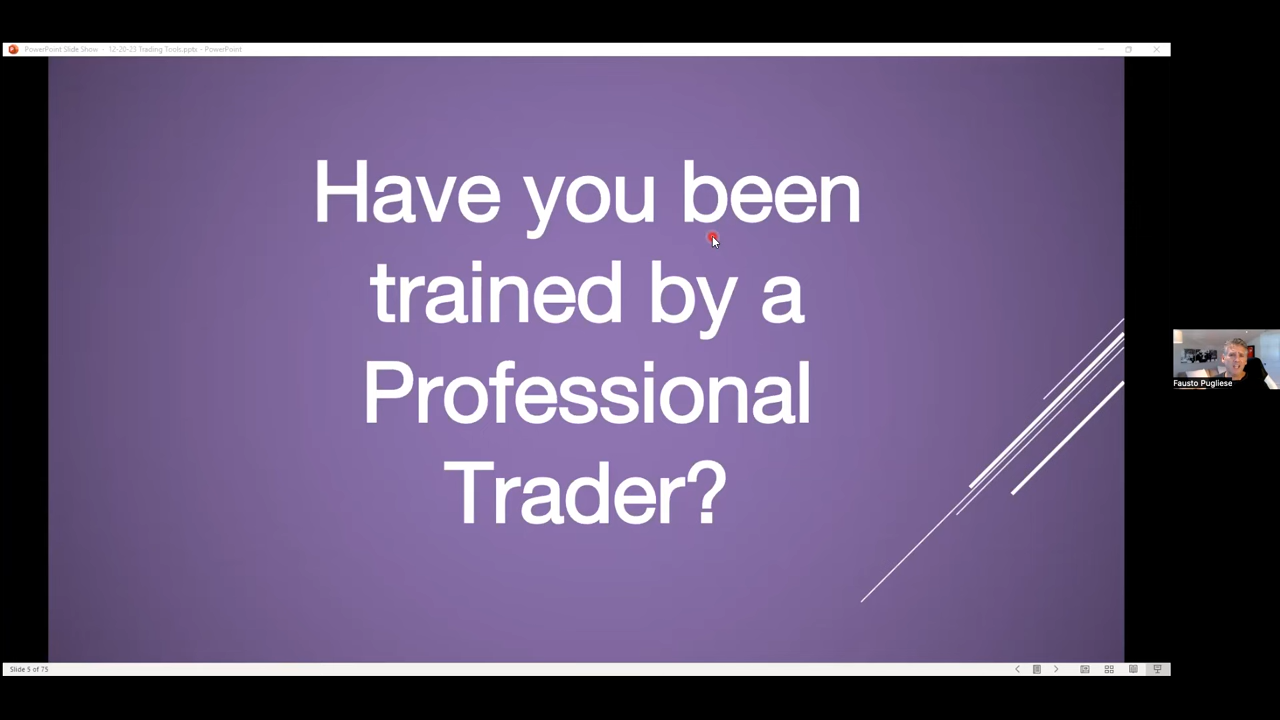 PowerPoint Slide Show - 12-20-23 Trading Tools.pptx - PowerPoint
Have you been
trained by a
Professional
Trader?
Fausto Pugliese
Slide 5 of 75